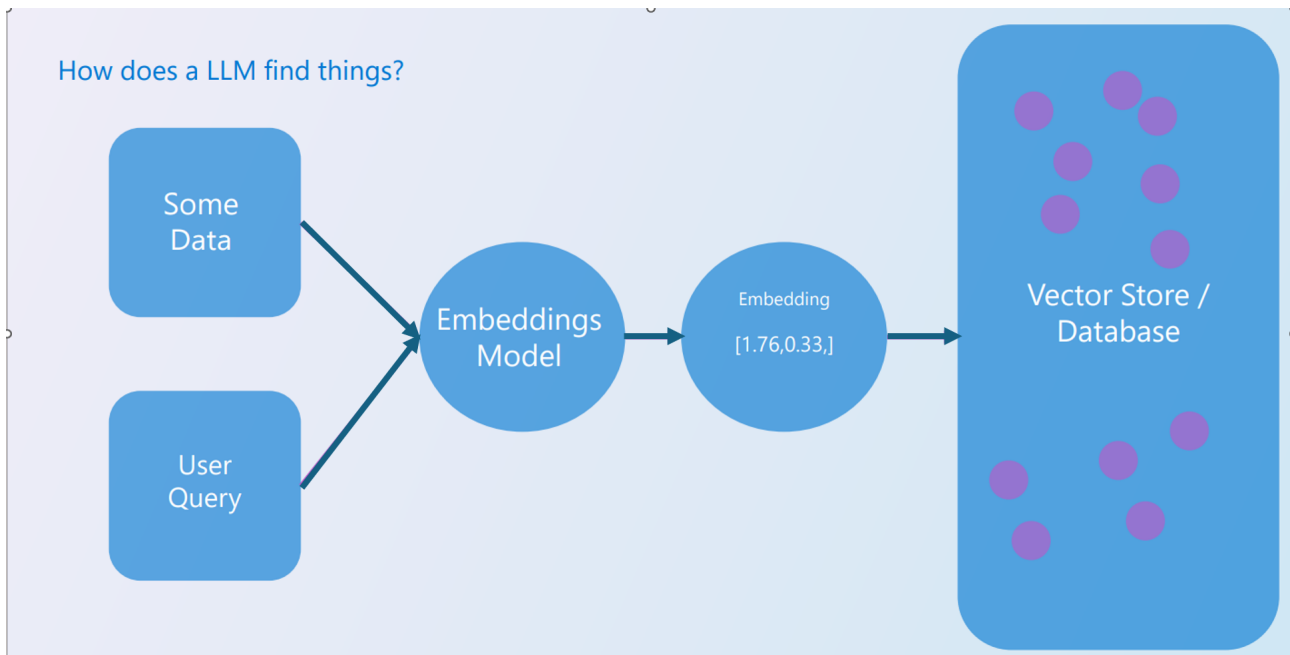 How does a LLM find things?
Some
Data
User
Query
Embeddings
Model
Embedding
[1.76,0.33,]
Vector Store /
Database